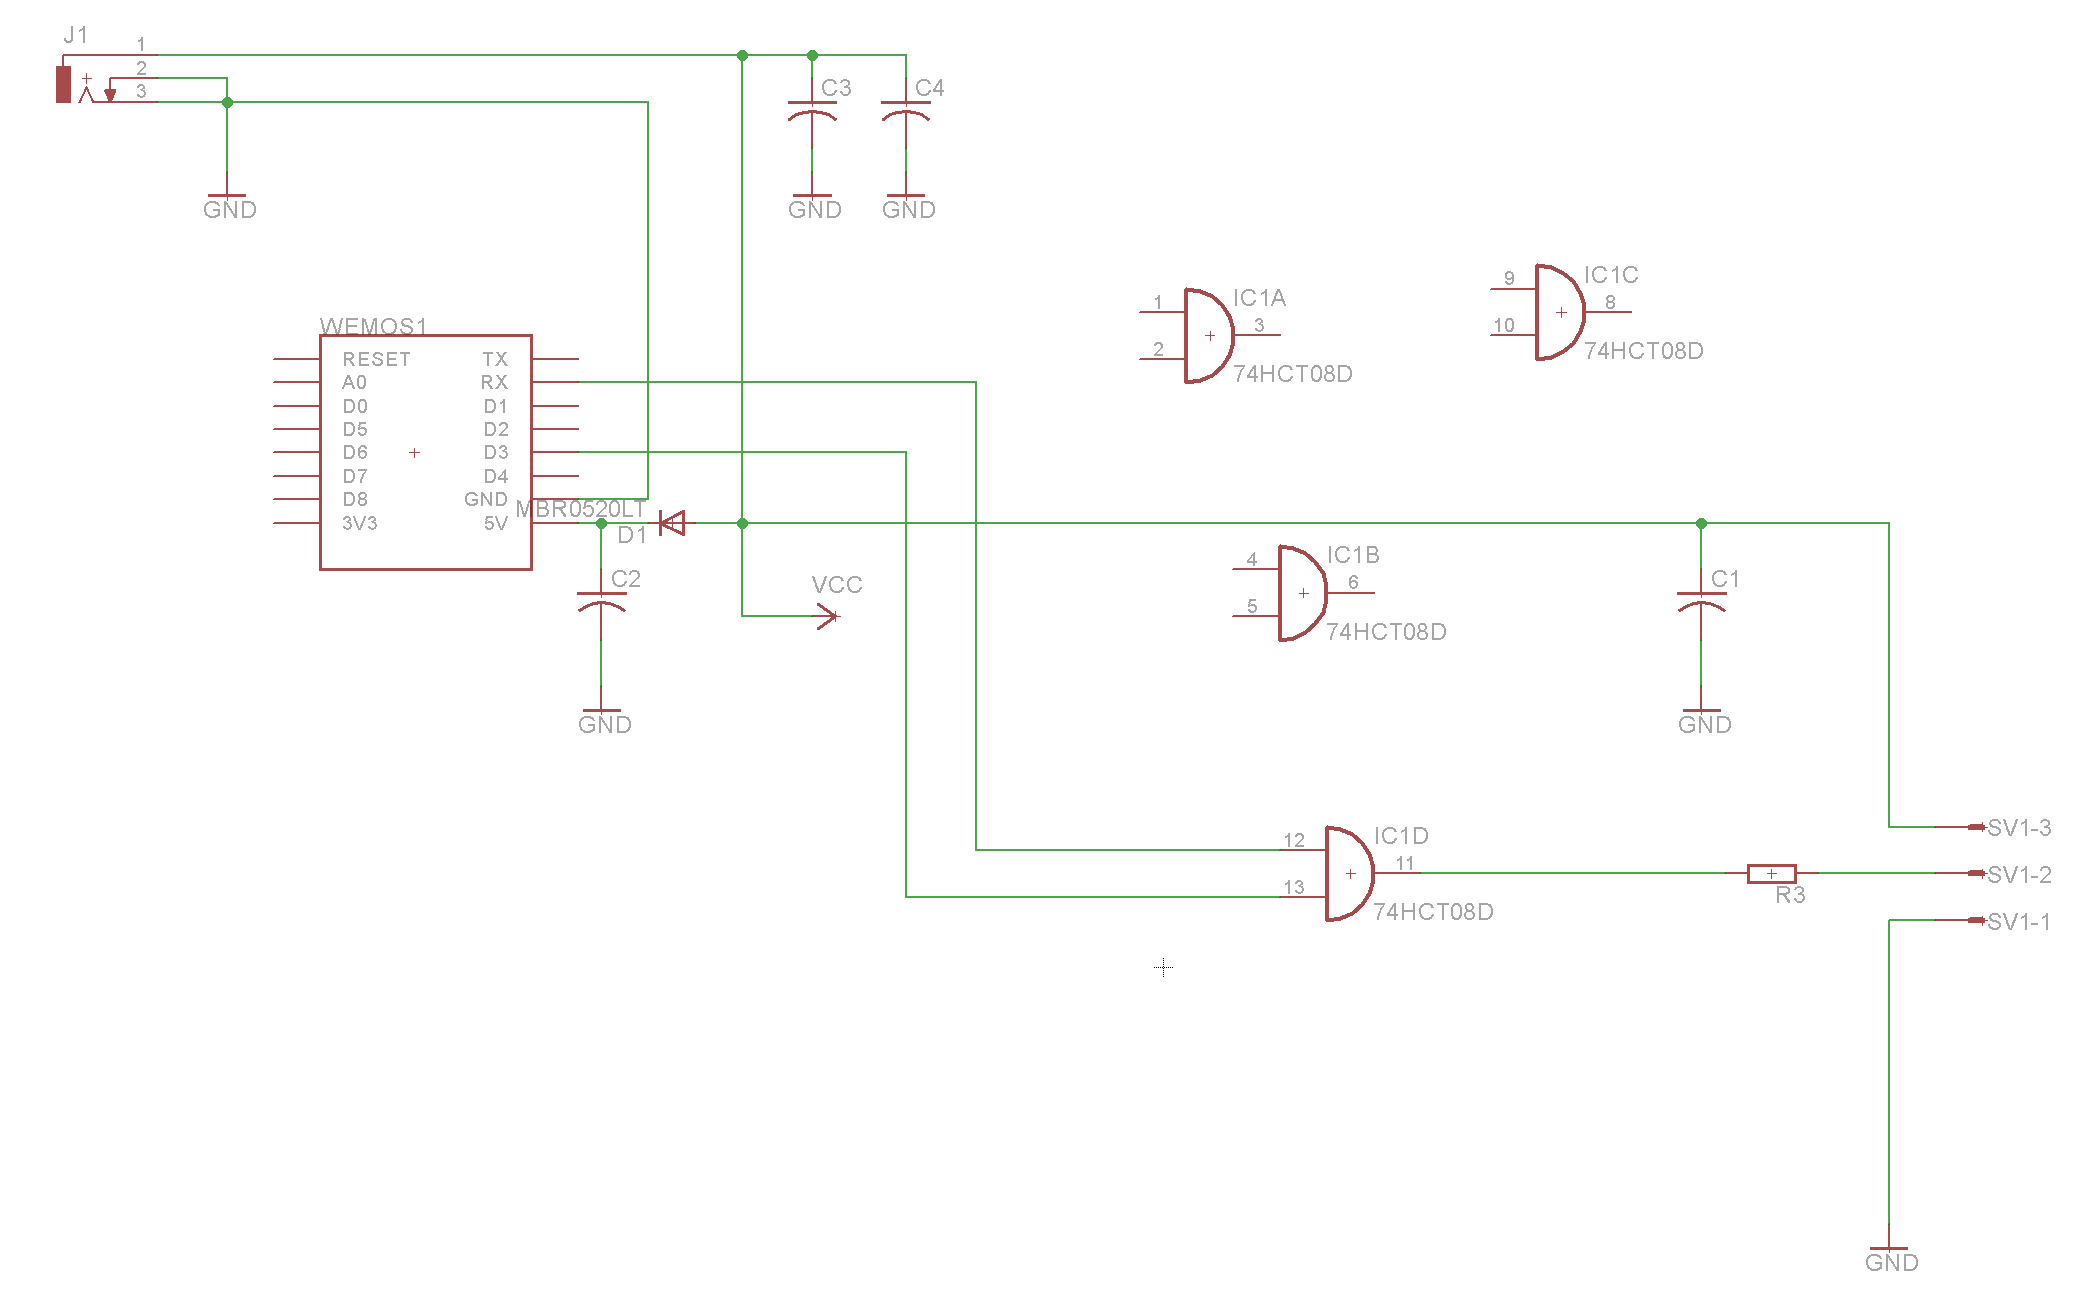 J1
1
2
3
C3
C4
GND
GND
GND
IC1C
9
8
10
74HCT08D
IC1A
1
3
2
74HCT08D
WEMOS1
RESET TX
A0 RX
D0 D1
D5 D2
D6 D3
D7 D4
D8 GND
3V3 5V
MBR0520LT
D1
C2
GND
VCC
IC1B
4
6
5
74HCT08D
C1
GND
IC1D
12
11
13
74HCT08D
R3
SV1-3
SV1-2
SV1-1
GND